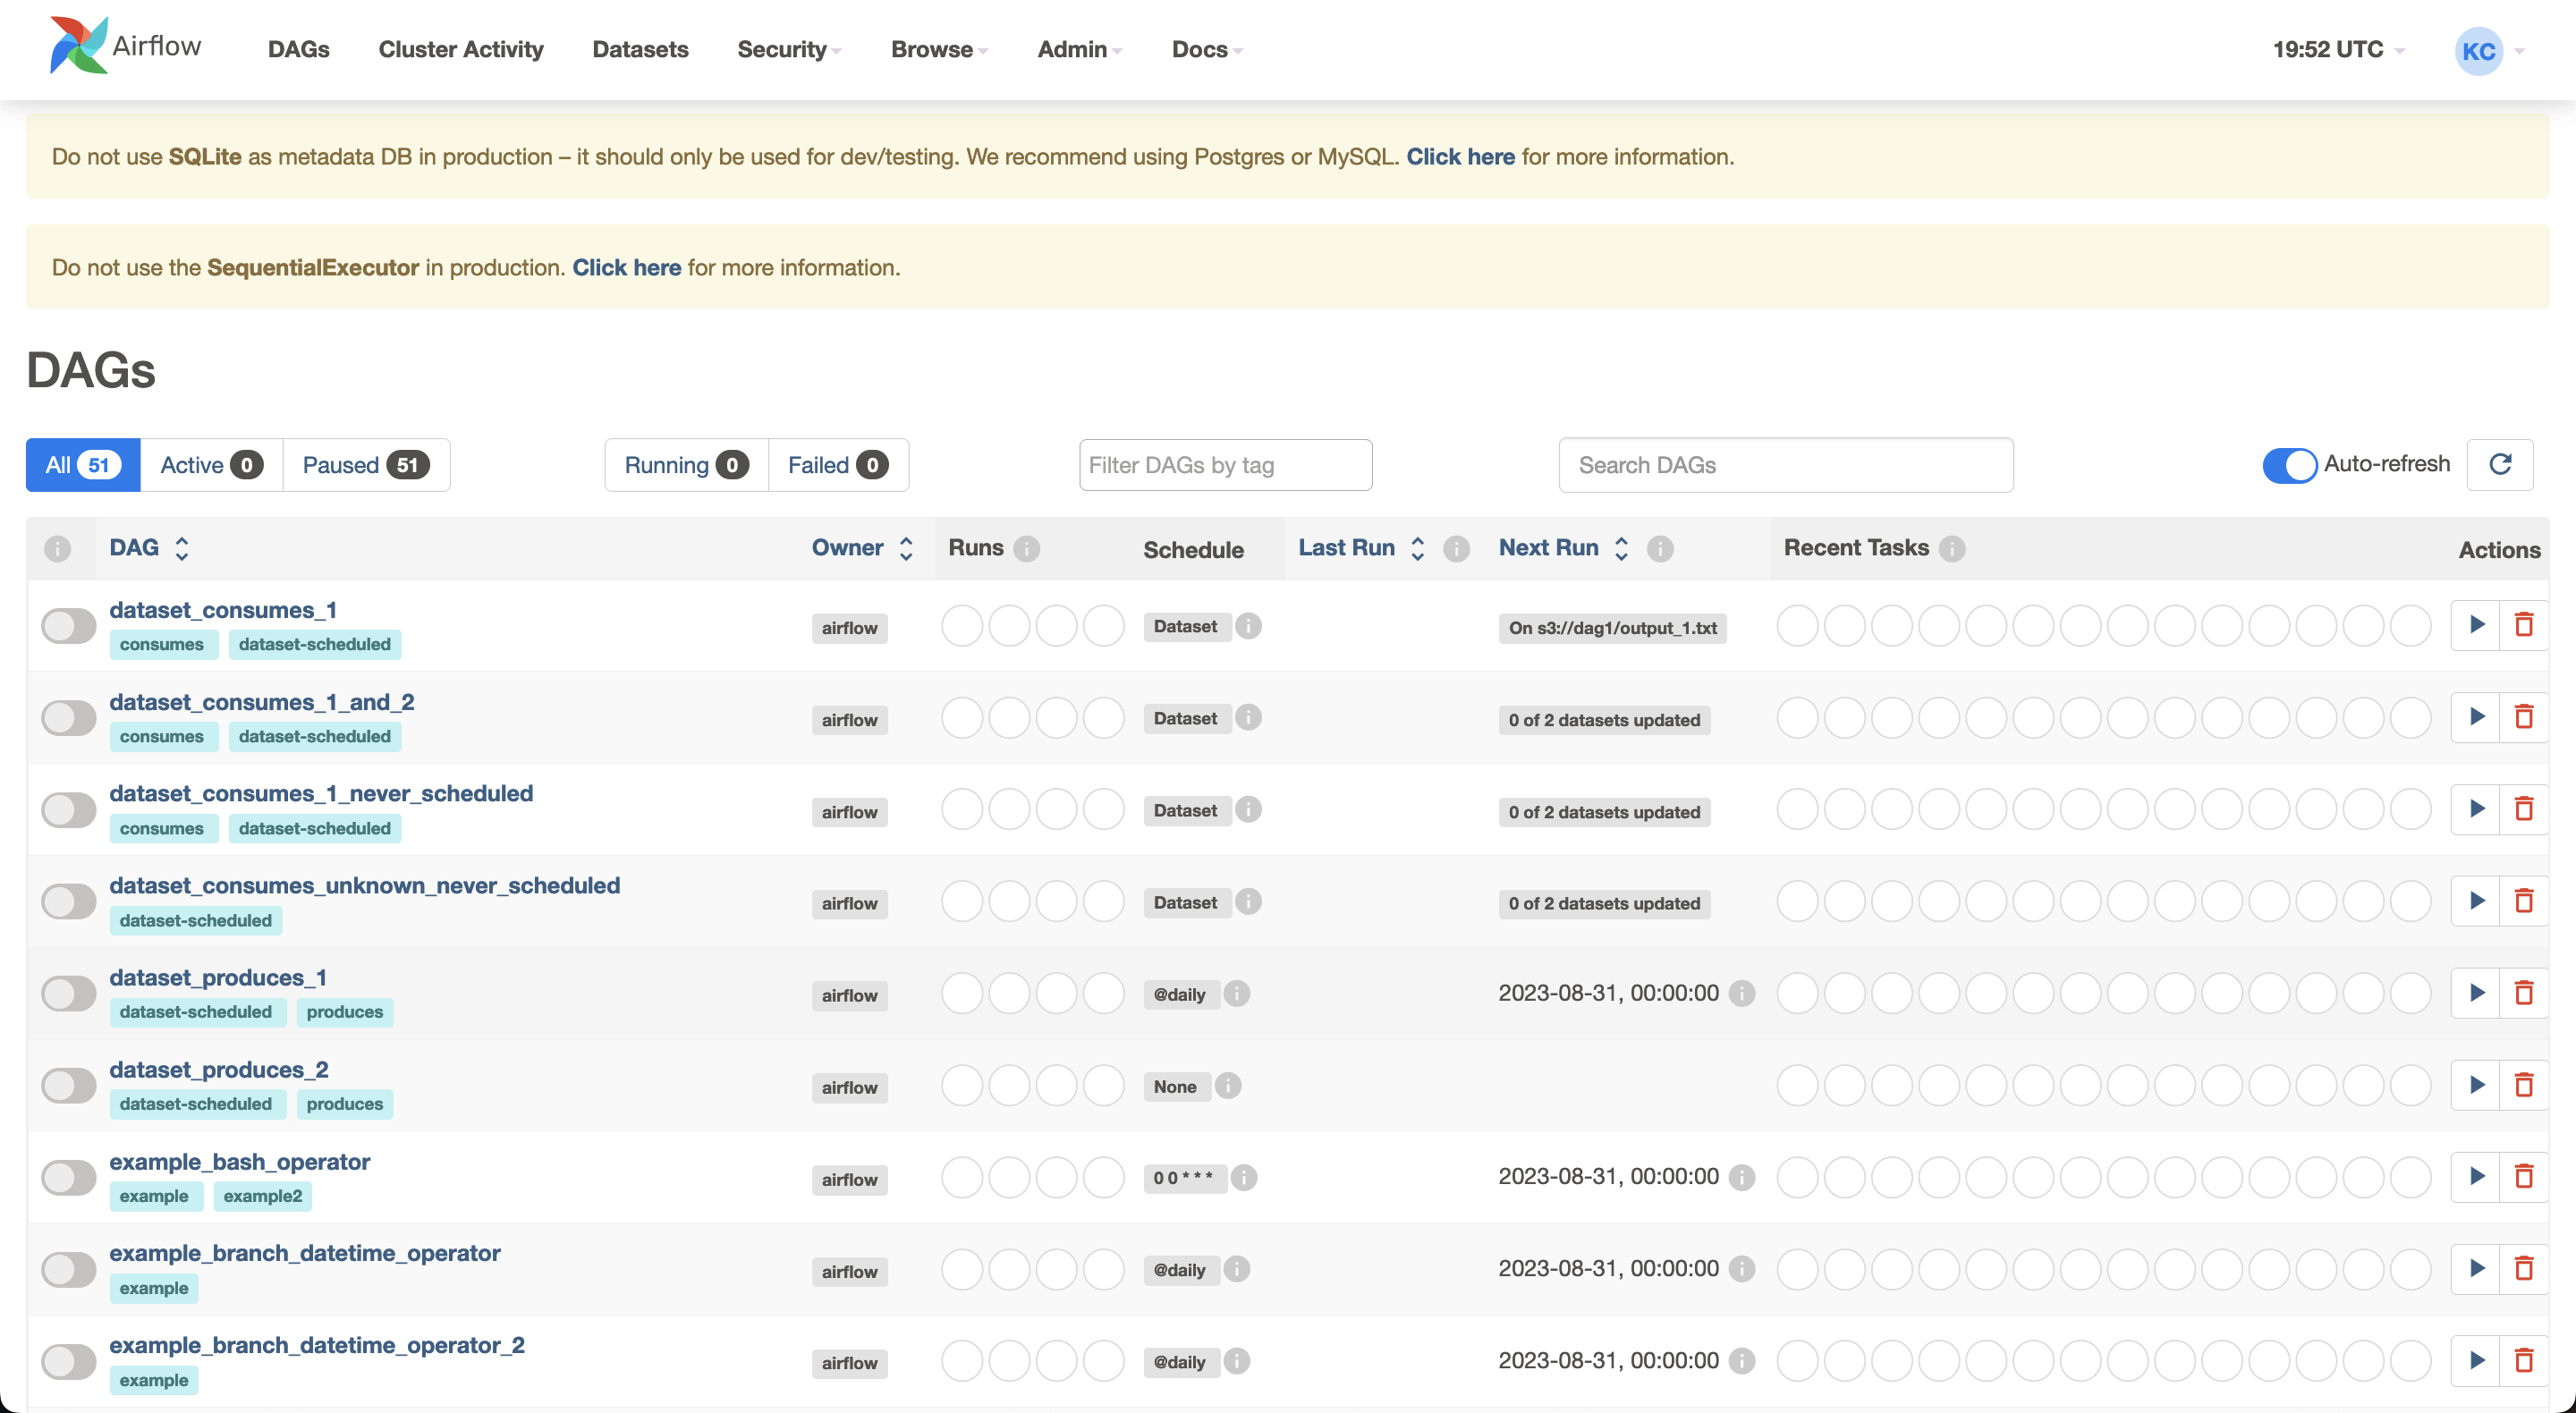 Airflow DAGs Cluster Activity Datasets Security Browse Admin Docs 19:52 UTC KC
Do not use SQLite as metadata DB in production – it should only be used for dev/testing. We recommend using Postgres or MySQL. Click here for more information.
Do not use the SequentialExecutor in production. Click here for more information.
DAGs
All 51 Active 0 Paused 51 Running 0 Failed 0 Filter DAGs by tag Search DAGs Auto-refresh
i DAG Owner Runs i Schedule Last Run i Next Run i Recent Tasks i Actions
dataset_consumes_1
consumes dataset-scheduled airflow Dataset i On s3://dag1/output_1.txt
dataset_consumes_1_and_2
consumes dataset-scheduled airflow Dataset i 0 of 2 datasets updated
dataset_consumes_1_never_scheduled
consumes dataset-scheduled airflow Dataset i 0 of 2 datasets updated
dataset_consumes_unknown_never_scheduled
dataset-scheduled airflow Dataset i 0 of 2 datasets updated
dataset_produces_1
dataset-scheduled produces airflow @daily i 2023-08-31, 00:00:00 i
dataset_produces_2
dataset-scheduled produces airflow None i
example_bash_operator
example example2 airflow 0 0 * * * i 2023-08-31, 00:00:00 i
example_branch_datetime_operator
example airflow @daily i 2023-08-31, 00:00:00 i
example_branch_datetime_operator_2
example airflow @daily i 2023-08-31, 00:00:00 i